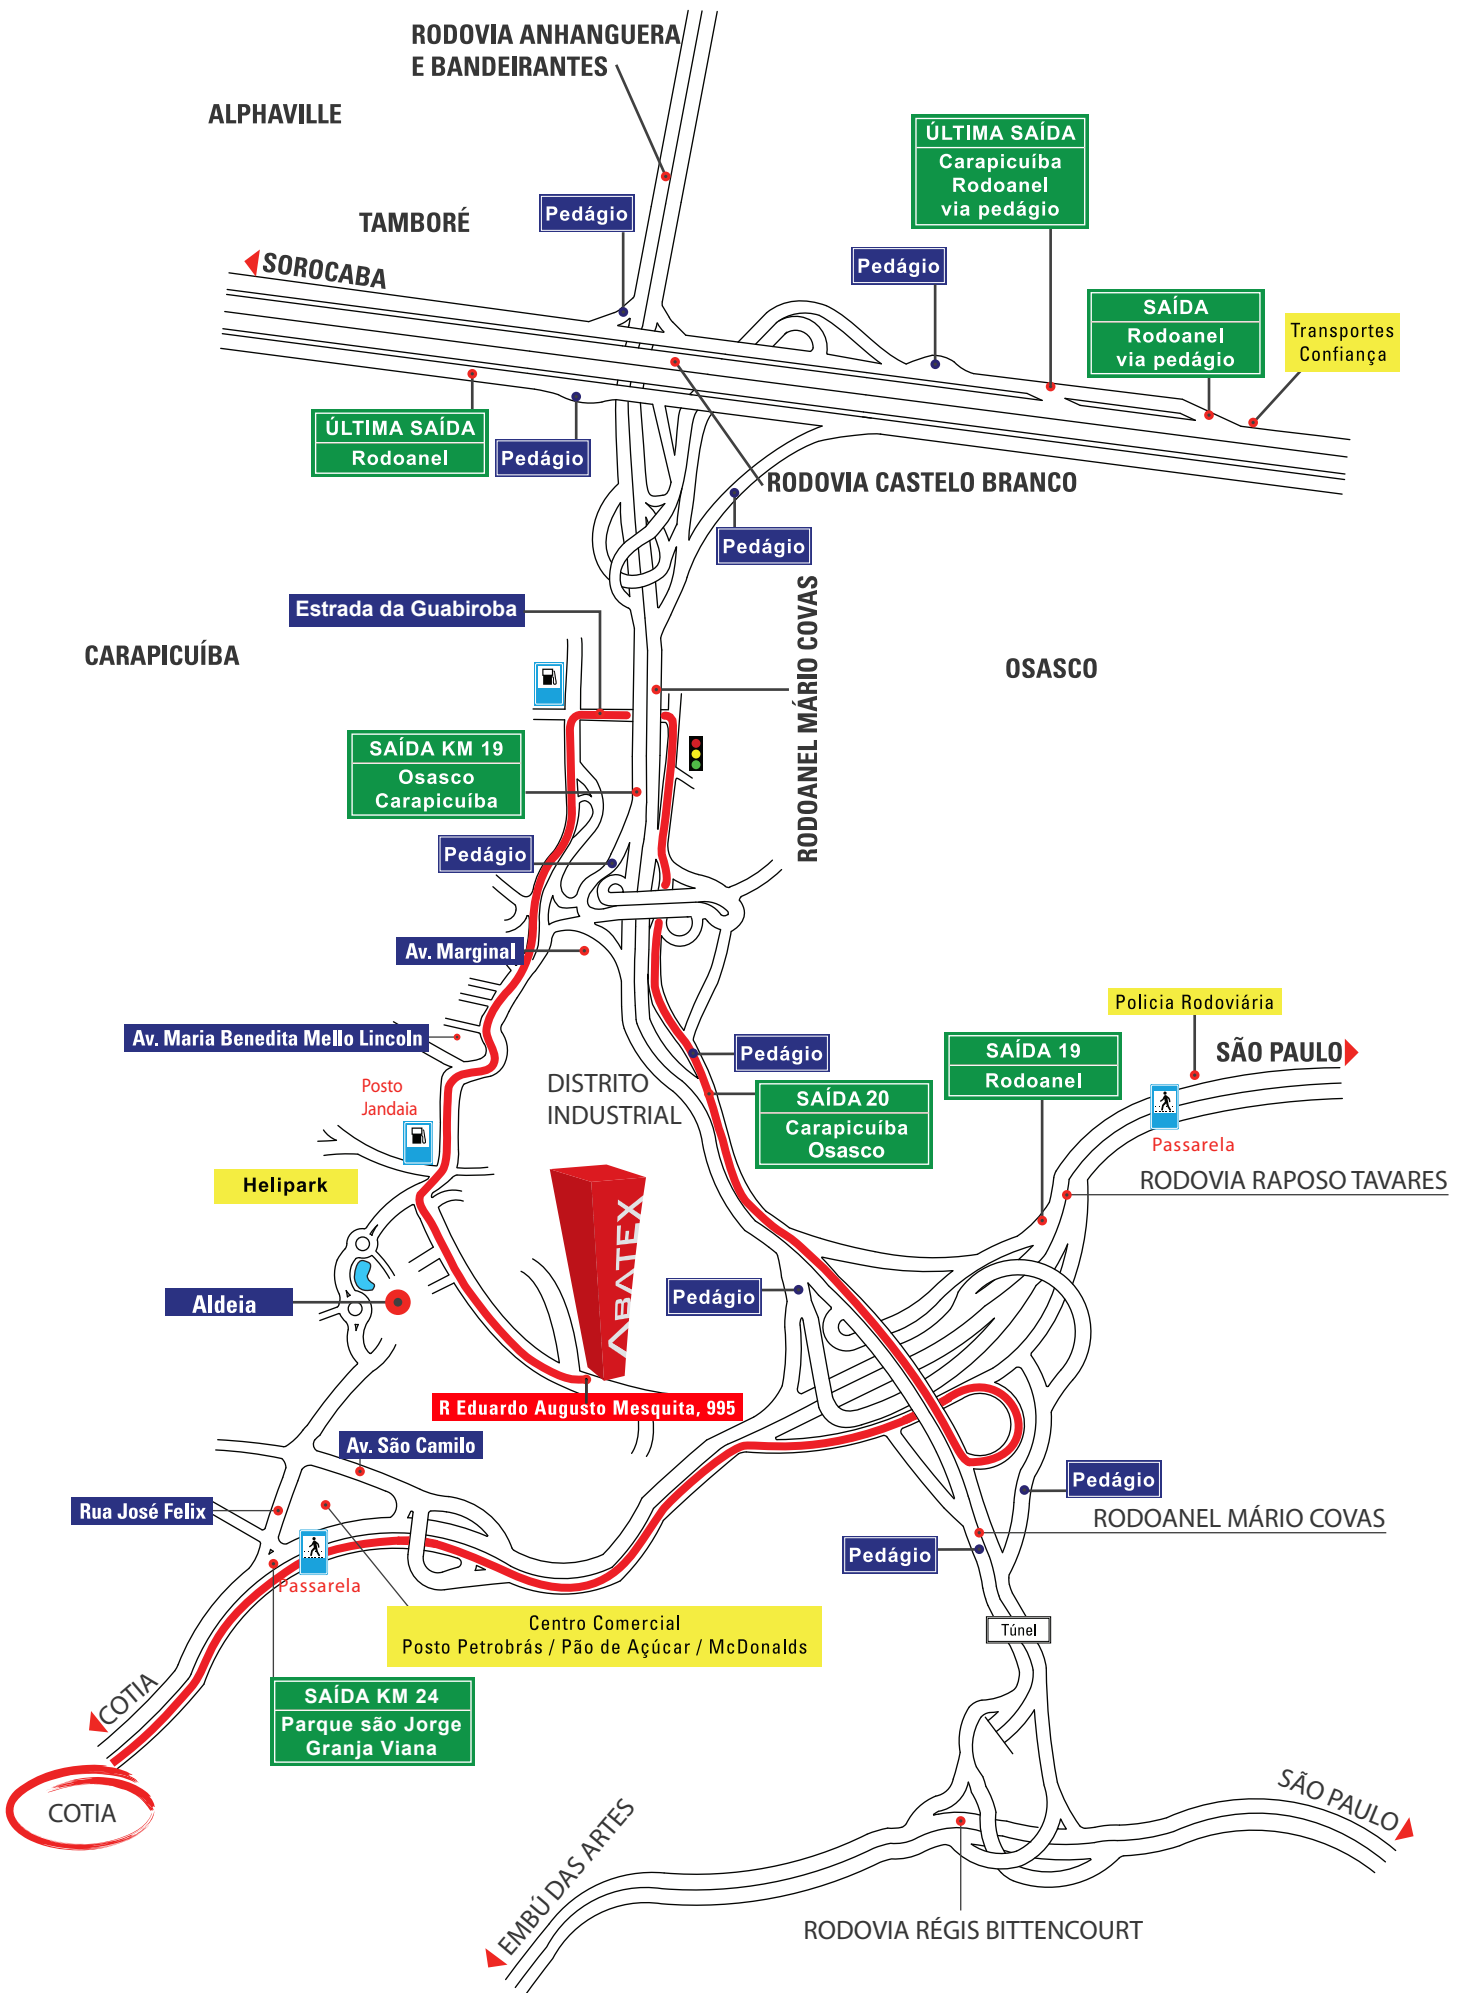 RODOVIA ANHANGUERA
E BANDEIRANTES
ALPHAVILLE
ÚLTIMA SAÍDA
Carapicuíba
Rodoanel
via pedágio
Pedágio
TAMBORÉ
SOROCABA
Pedágio
SAÍDA
Rodoanel
via pedágio
Transportes
Confiança
ÚLTIMA SAÍDA
Rodoanel
Pedágio
RODOVIA CASTELO BRANCO
Pedágio
Estrada da Guabiroba
CARAPICUÍBA
RODOANEL MÁRIO COVAS
OSASCO
SAÍDA KM 19
Osasco
Carapicuíba
Pedágio
Av. Marginal
Policia Rodoviária
Av. Maria Benedita Mello Lincoln
Pedágio
SAÍDA 19
Rodoanel
SÃO PAULO
Posto
Jandaia
DISTRITO
INDUSTRIAL
SAÍDA 20
Carapicuíba
Osasco
Passarela
Helipark
RODOVIA RAPOSO TAVARES
ABATEX
Aldeia
Pedágio
R Eduardo Augusto Mesquita, 995
Av. São Camilo
Rua José Felix
Pedágio
RODOANEL MÁRIO COVAS
Pedágio
Passarela
Centro Comercial
Posto Petrobrás / Pão de Açúcar / McDonalds
Túnel
COTIA
SAÍDA KM 24
Parque são Jorge
Granja Viana
COTIA
SÃO PAULO
EMBÚ DAS ARTES
RODOVIA RÉGIS BITTENCOURT